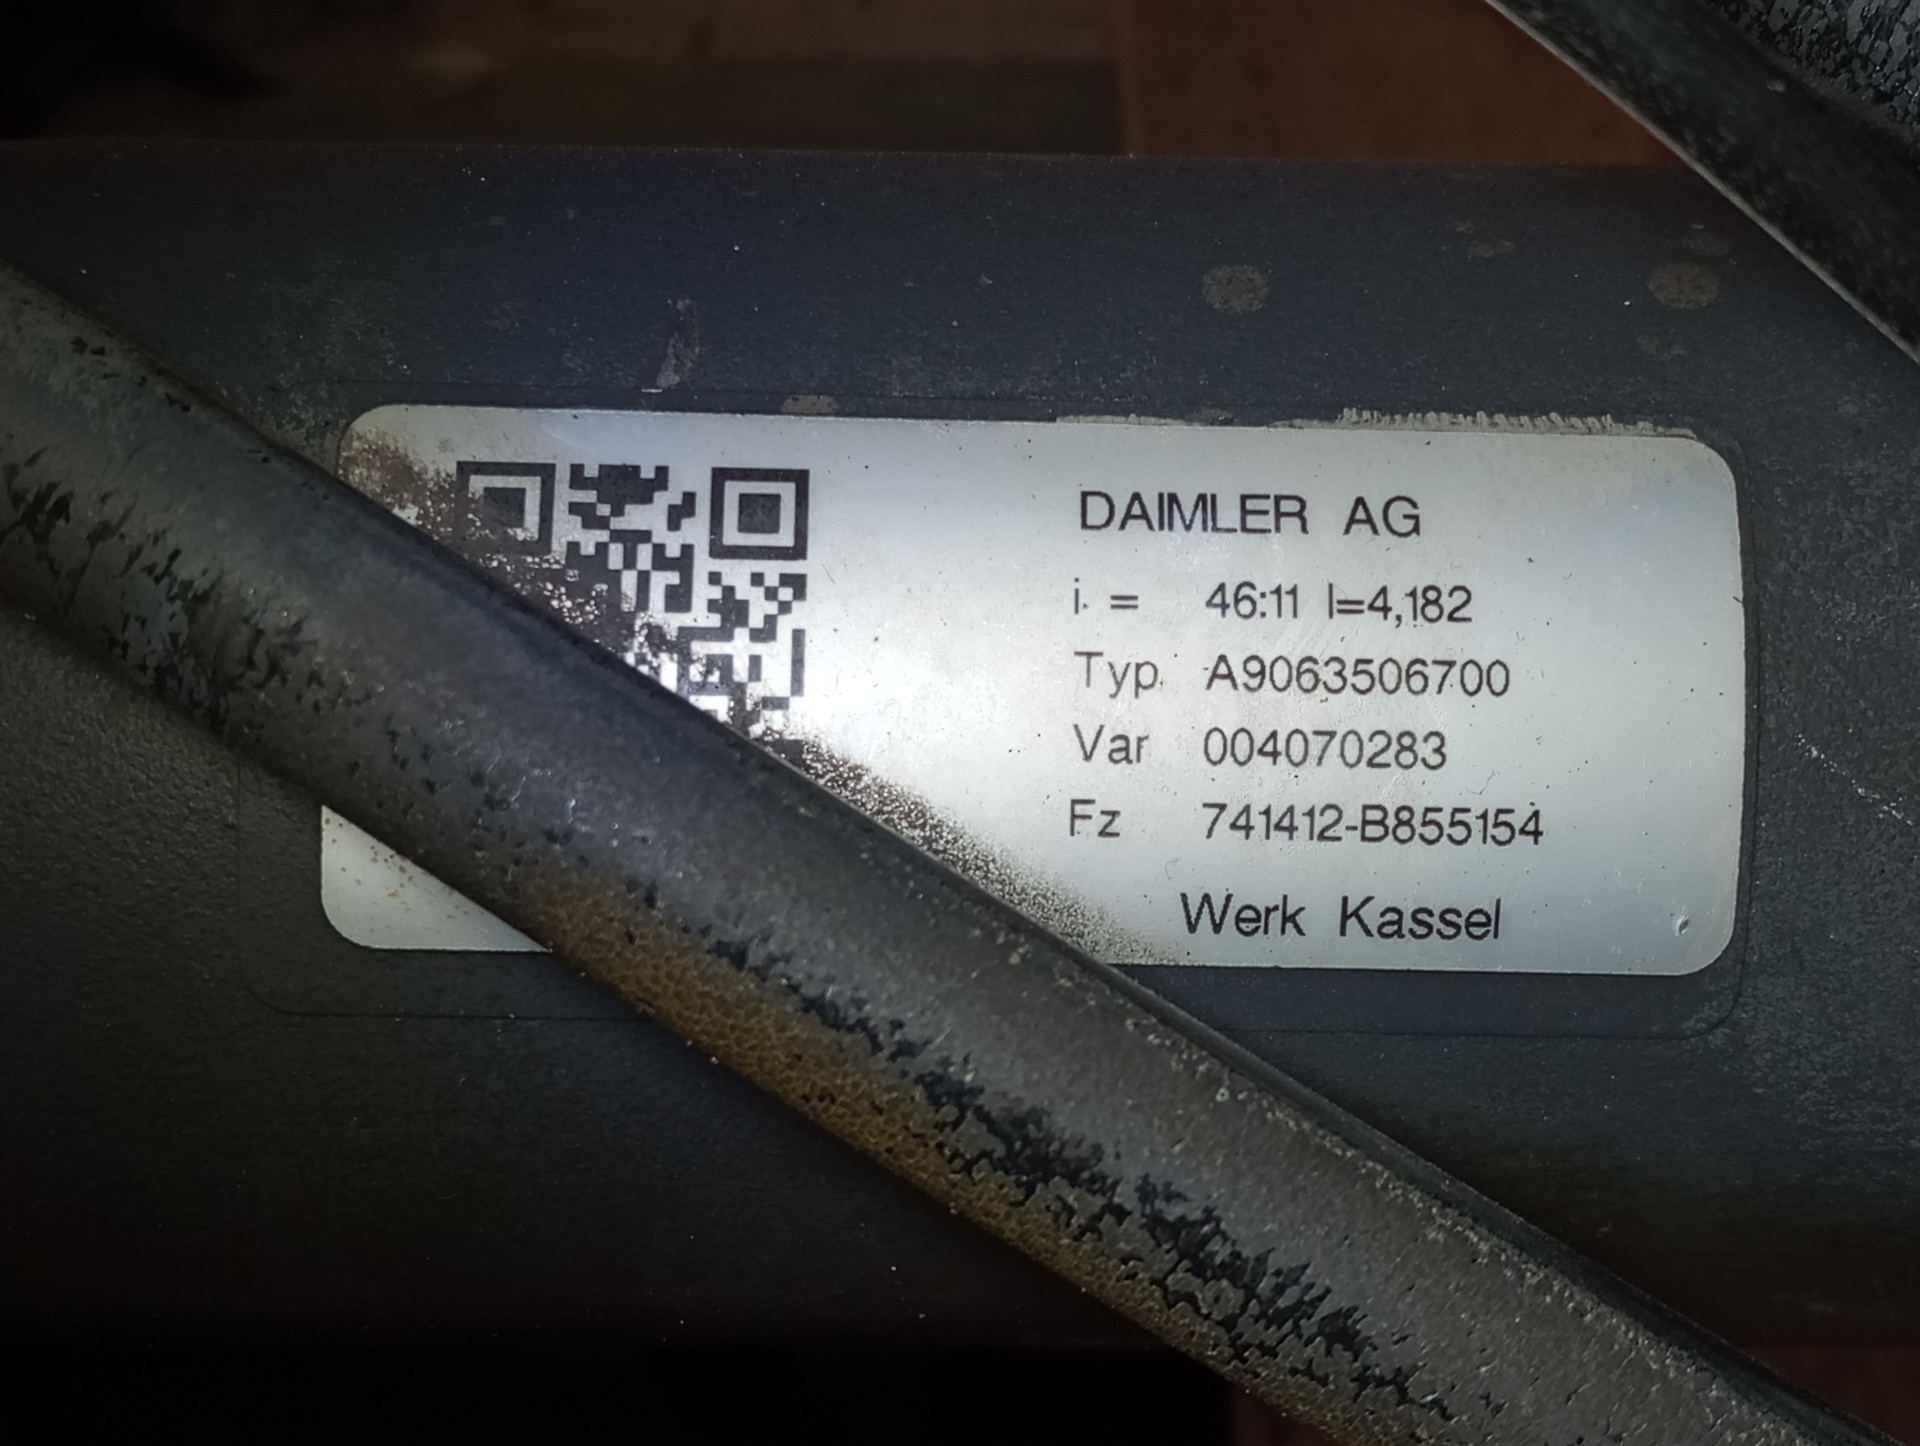 DAIMLER AG
i. = 46:11 I=4,182
Typ. A9063506700
Var 004070283
Fz 741412-B855154
Werk Kassel